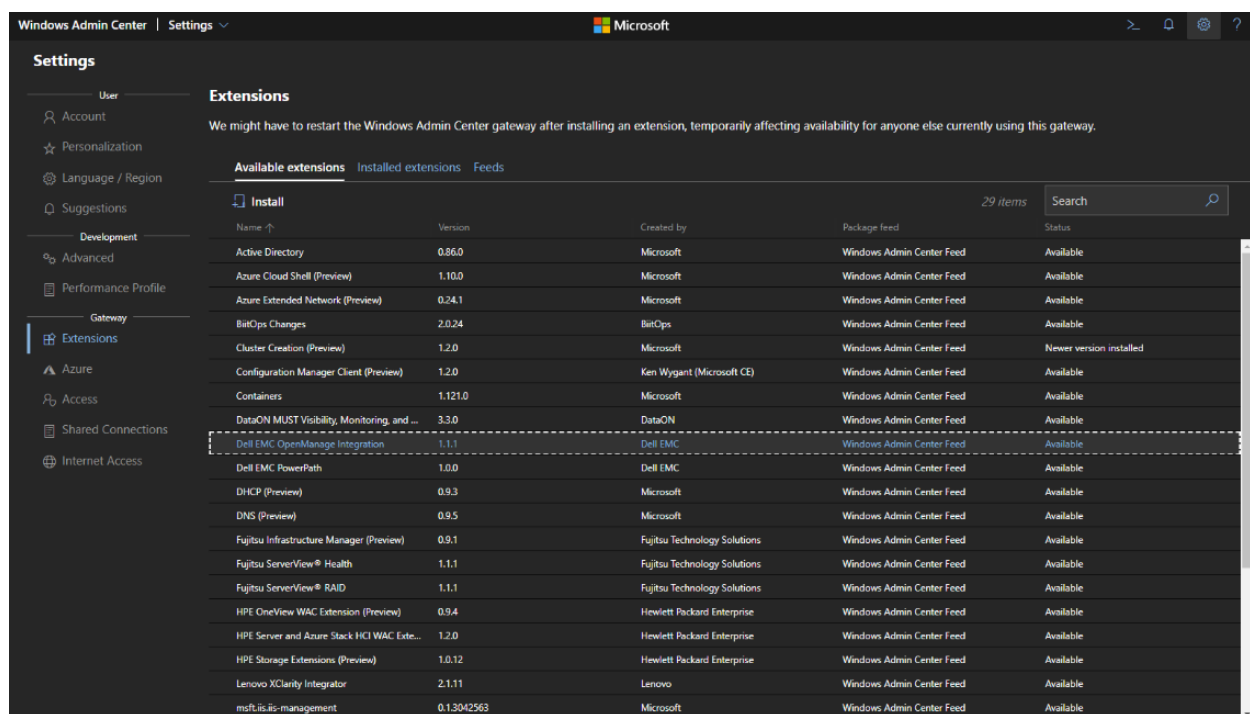 Windows Admin Center | Settings
Microsoft
>_ ?
Settings
User
Account
Personalization
Language / Region
Suggestions
Development
Advanced
Performance Profile
Gateway
Extensions
Azure
Access
Shared Connections
Internet Access
Extensions
We might have to restart the Windows Admin Center gateway after installing an extension, temporarily affecting availability for anyone else currently using this gateway.
Available extensions Installed extensions Feeds
Install 29 items Search
Name ↑ Version Created by Package feed Status
Active Directory 0.86.0 Microsoft Windows Admin Center Feed Available
Azure Cloud Shell (Preview) 1.10.0 Microsoft Windows Admin Center Feed Available
Azure Extended Network (Preview) 0.24.1 Microsoft Windows Admin Center Feed Available
BiitOps Changes 2.0.24 BiitOps Windows Admin Center Feed Available
Cluster Creation (Preview) 1.2.0 Microsoft Windows Admin Center Feed Newer version installed
Configuration Manager Client (Preview) 1.2.0 Ken Wygant (Microsoft CE) Windows Admin Center Feed Available
Containers 1.121.0 Microsoft Windows Admin Center Feed Available
DataON MUST Visibility, Monitoring, and ... 3.3.0 DataON Windows Admin Center Feed Available
Dell EMC OpenManage Integration 1.1.1 Dell EMC Windows Admin Center Feed Available
Dell EMC PowerPath 1.0.0 Dell EMC Windows Admin Center Feed Available
DHCP (Preview) 0.9.3 Microsoft Windows Admin Center Feed Available
DNS (Preview) 0.9.5 Microsoft Windows Admin Center Feed Available
Fujitsu Infrastructure Manager (Preview) 0.9.1 Fujitsu Technology Solutions Windows Admin Center Feed Available
Fujitsu ServerView® Health 1.1.1 Fujitsu Technology Solutions Windows Admin Center Feed Available
Fujitsu ServerView® RAID 1.1.1 Fujitsu Technology Solutions Windows Admin Center Feed Available
HPE OneView WAC Extension (Preview) 0.9.4 Hewlett Packard Enterprise Windows Admin Center Feed Available
HPE Server and Azure Stack HCI WAC Exte... 1.2.0 Hewlett Packard Enterprise Windows Admin Center Feed Available
HPE Storage Extensions (Preview) 1.0.12 Hewlett Packard Enterprise Windows Admin Center Feed Available
Lenovo XClarity Integrator 2.1.11 Lenovo Windows Admin Center Feed Available
msft.iis.iis-management 0.1.3042563 Microsoft Windows Admin Center Feed Available